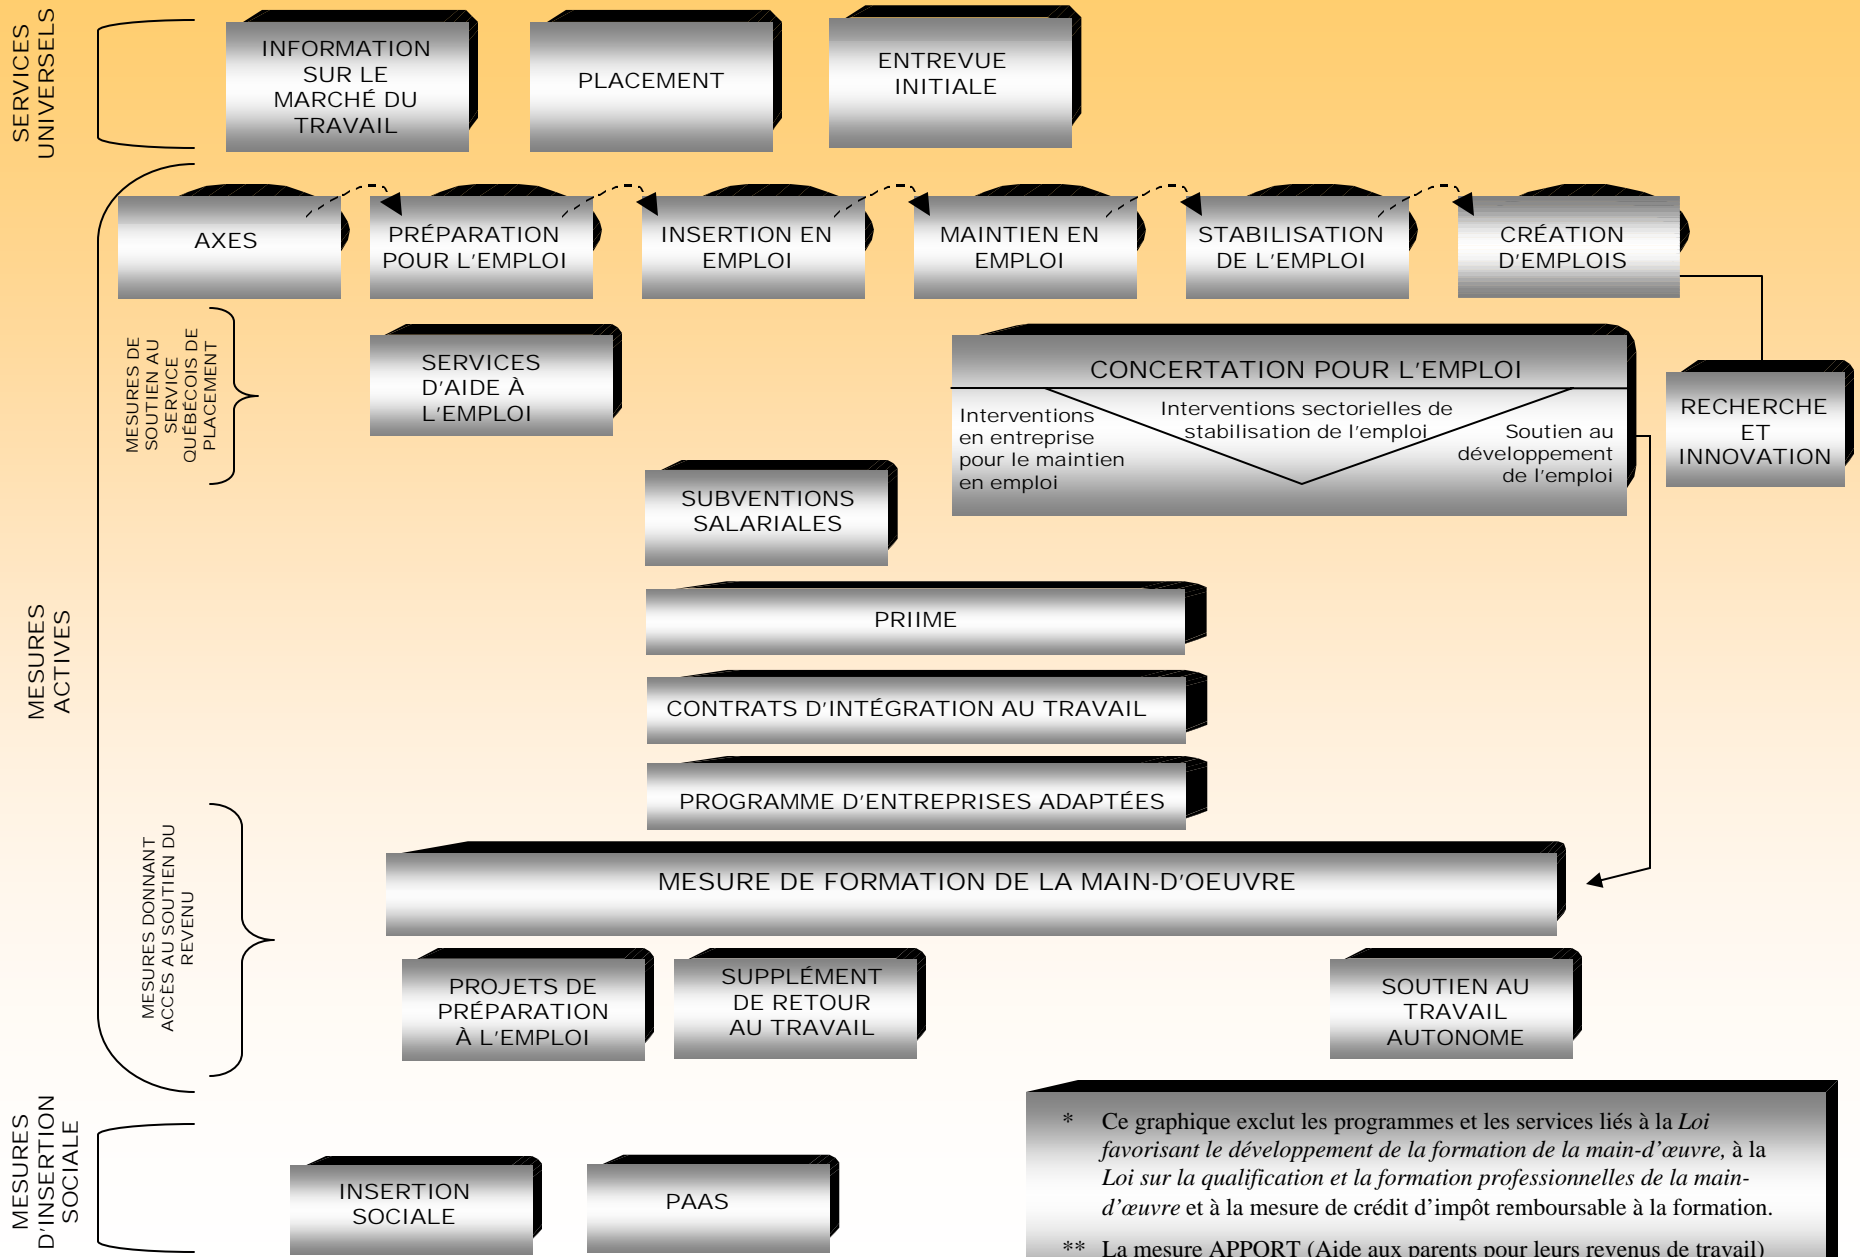 SERVICES
UNIVERSELS
INFORMATION
SUR LE
MARCHÉ DU
TRAVAIL
PLACEMENT
ENTREVUE
INITIALE
MESURES
ACTIVES
AXES
PRÉPARATION
POUR L'EMPLOI
INSERTION EN
EMPLOI
MAINTIEN EN
EMPLOI
STABILISATION
DE L'EMPLOI
CRÉATION
D'EMPLOIS
MESURES DE
SOUTIEN AU
SERVICE
QUÉBÉCOIS DE
PLACEMENT
SERVICES
D'AIDE À
L'EMPLOI
CONCERTATION POUR L'EMPLOI
Interventions
en entreprise
pour le maintien
en emploi
Interventions sectorielles de
stabilisation de l'emploi
Soutien au
développement
de l'emploi
RECHERCHE
ET
INNOVATION
SUBVENTIONS
SALARIALES
PRIIME
CONTRATS D'INTÉGRATION AU TRAVAIL
PROGRAMME D'ENTREPRISES ADAPTÉES
MESURES DONNANT
ACCÈS AU SOUTIEN DU
REVENU
MESURE DE FORMATION DE LA MAIN-D'OEUVRE
PROJETS DE
PRÉPARATION
À L'EMPLOI
SUPPLÉMENT
DE RETOUR
AU TRAVAIL
SOUTIEN AU
TRAVAIL
AUTONOME
MESURES
D'INSERTION
SOCIALE
INSERTION
SOCIALE
PAAS
* Ce graphique exclut les programmes et les services liés à la Loi
favorisant le développement de la formation de la main-d'œuvre, à la
Loi sur la qualification et la formation professionnelles de la main-
d'œuvre et à la mesure de crédit d'impôt remboursable à la formation.
** La mesure APPORT (Aide aux parents pour leurs revenus de travail)